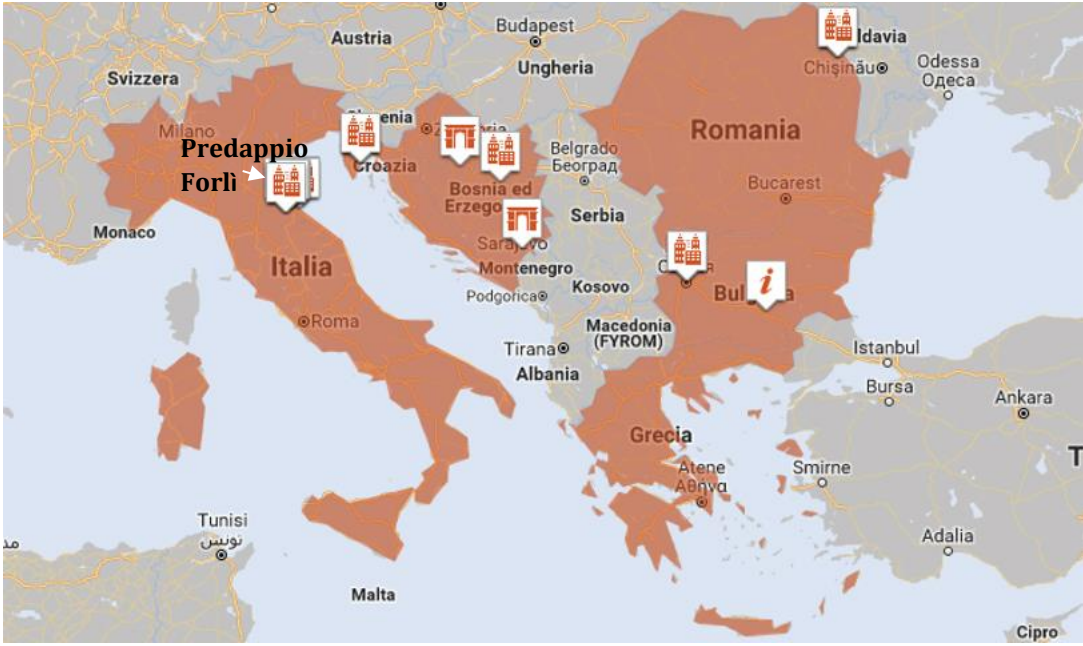 Budapest
Austria
ldavia
Odessa
Одеса
Ungheria
Chişinău
Svizzera
Milano
Predappio
Forlì
Croazia
Belgrado
Београд
Romania
Bosnia ed
Bucarest
Serbia
Monaco
Italia
Montenegro
Kosovo
Podgorica
i
Roma
Macedonia
(FYROM)
Tirana
Albania
Istanbul
Bursa
Ankara
Grecia
Atene
Αθήνα
Smirne
T
Tunisi
تونس
Adalia
Malta
Cipro